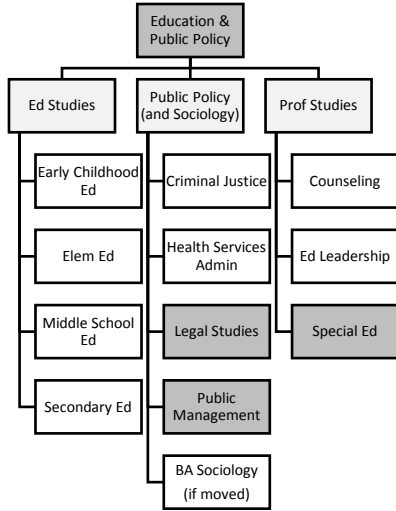 Education &
Public Policy
Ed Studies
Public Policy
(and Sociology)
Prof Studies
Early Childhood
Ed
Criminal Justice
Counseling
Elem Ed
Health Services
Admin
Ed Leadership
Middle School
Ed
Legal Studies
Special Ed
Secondary Ed
Public
Management
BA Sociology
(if moved)